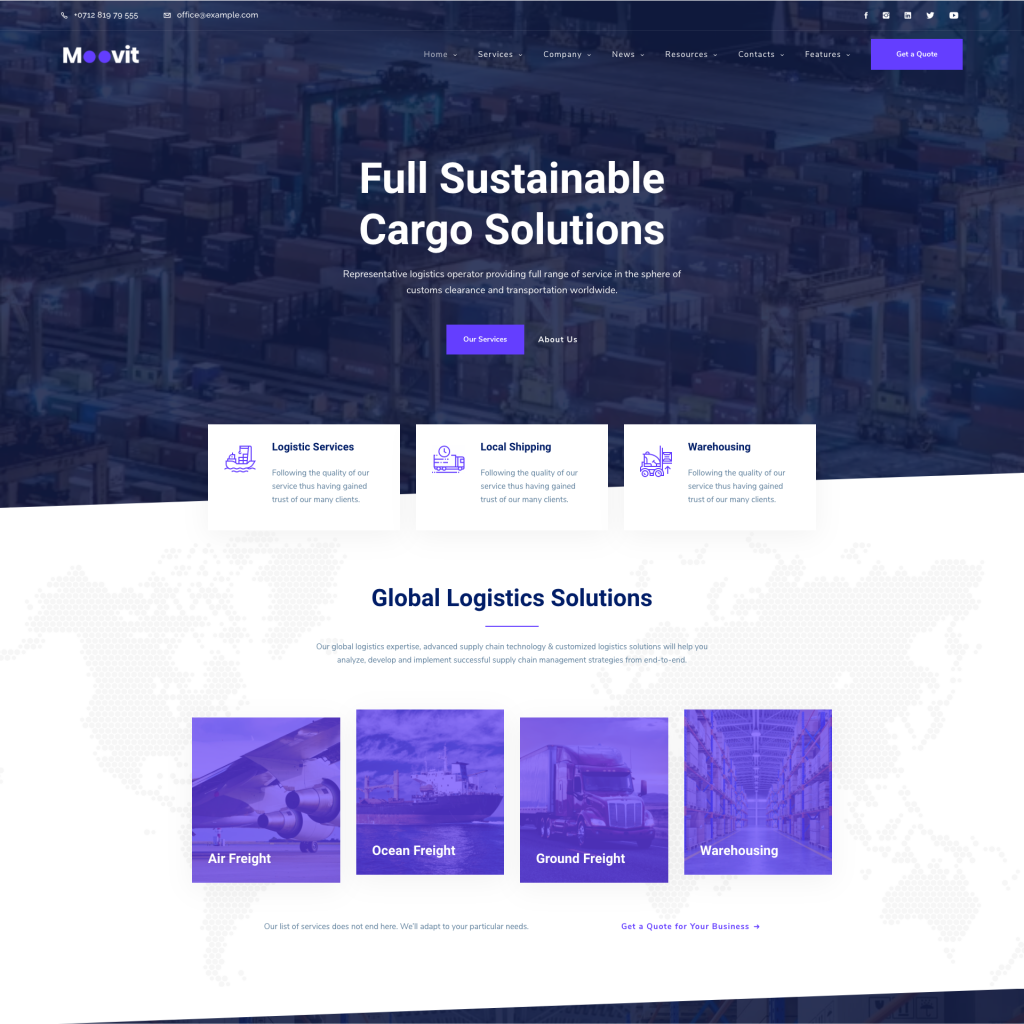 +0712 819 79 555
office@example.com
Moovit
Home
Services
Company
News
Resources
Contacts
Features
Get a Quote
Full Sustainable
Cargo Solutions
Representative logistics operator providing full range of service in the sphere of
customs clearance and transportation worldwide.
Our Services
About Us
Logistic Services
Following the quality of our
service thus having gained
trust of our many clients.
Local Shipping
Following the quality of our
service thus having gained
trust of our many clients.
Warehousing
Following the quality of our
service thus having gained
trust of our many clients.
Global Logistics Solutions
Our global logistics expertise, advanced supply chain technology & customized logistics solutions will help you
analyze, develop and implement successful supply chain management strategies from end-to-end.
Air Freight
Ocean Freight
Ground Freight
Warehousing
Our list of services does not end here. We'll adapt to your particular needs.
Get a Quote for Your Business →